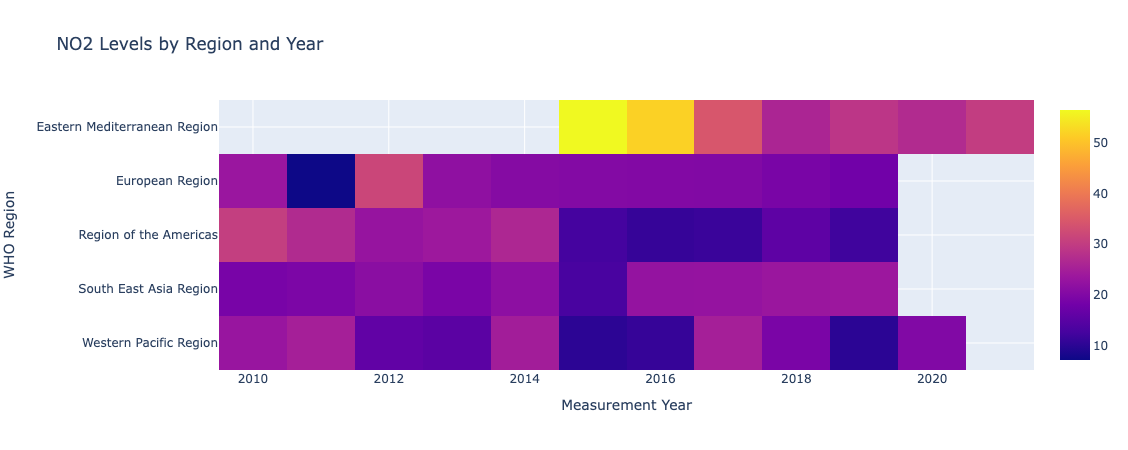 NO2 Levels by Region and Year
WHO Region
Eastern Mediterranean Region
European Region
Region of the Americas
South East Asia Region
Western Pacific Region
2010 2012 2014 2016 2018 2020
Measurement Year
50
40
30
20
10